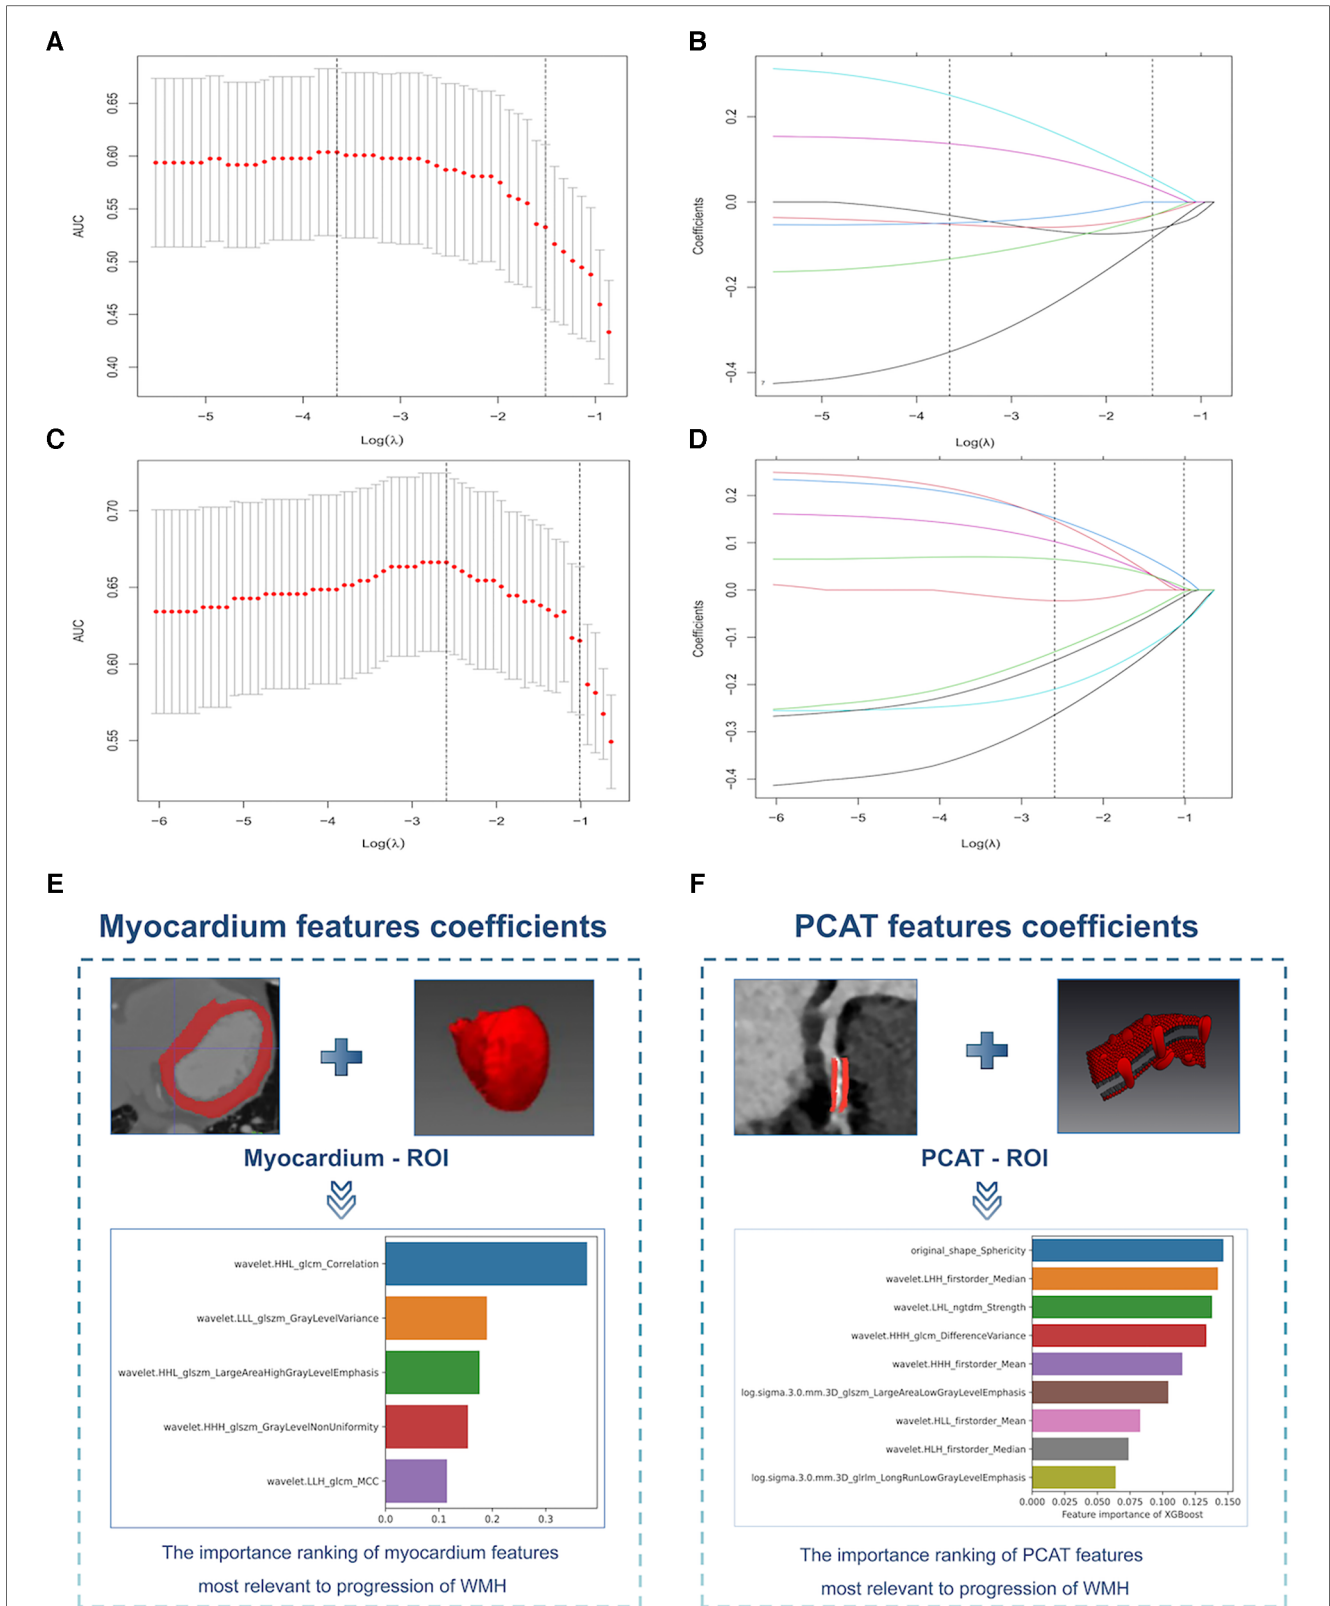 A
B
AUC
0.65
0.60
0.55
0.50
0.45
0.40
−5
−4
−3
−2
−1
Log(λ)
Coefficients
0.2
0.0
−0.2
−0.4
7
−5
−4
−3
−2
−1
Log(λ)
C
D
AUC
0.70
0.65
0.60
0.55
−6
−5
−4
−3
−2
−1
Log(λ)
Coefficients
0.2
0.1
0.0
−0.1
−0.2
−0.3
−0.4
−6
−5
−4
−3
−2
−1
Log(λ)
E
Myocardium features coefficients
Myocardium - ROI
wavelet.HHL_glcm_Correlation
wavelet.LLL_glszm_GrayLevelVariance
wavelet.HHL_glszm_LargeAreaHighGrayLevelEmphasis
wavelet.HHH_glszm_GrayLevelNonUniformity
wavelet.LLH_glcm_MCC
0.0 0.1 0.2 0.3
The importance ranking of myocardium features
most relevant to progression of WMH
F
PCAT features coefficients
PCAT - ROI
original_shape_Sphericity
wavelet.LHH_firstorder_Median
wavelet.LHL_ngtdm_Strength
wavelet.HHH_glcm_DifferenceVariance
wavelet.HHH_firstorder_Mean
log.sigma.3.0.mm.3D_glszm_LargeAreaLowGrayLevelEmphasis
wavelet.HLL_firstorder_Mean
wavelet.HLH_firstorder_Median
log.sigma.3.0.mm.3D_glrlm_LongRunLowGrayLevelEmphasis
0.000 0.025 0.050 0.075 0.100 0.125 0.150
Feature importance of XGBoost
The importance ranking of PCAT features
most relevant to progression of WMH